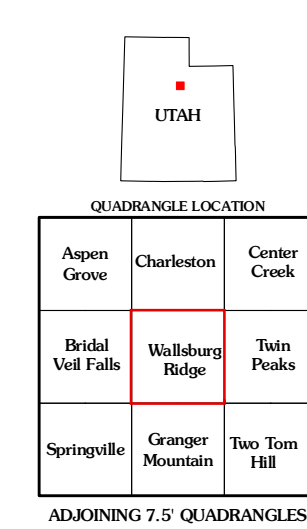 UTAH
QUADRANGLE LOCATION
Aspen
Grove
Charleston
Center
Creek
Bridal
Veil Falls
Wallsburg
Ridge
Twin
Peaks
Springville
Granger
Mountain
Two Tom
Hill
ADJOINING 7.5' QUADRANGLES